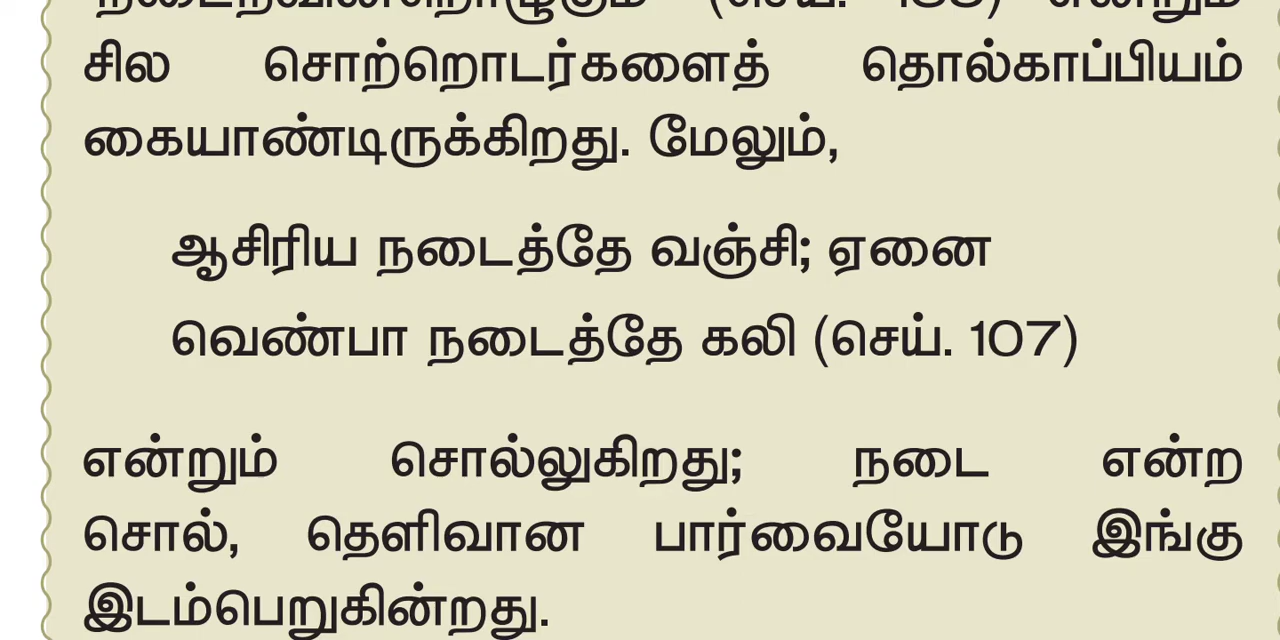 சில சொற்றொடர்களைத் தொல்காப்பியம்
கையாண்டிருக்கிறது. மேலும்,
ஆசிரிய நடைத்தே வஞ்சி; ஏனை
வெண்பா நடைத்தே கலி (செய். 107)
என்றும் சொல்லுகிறது; நடை என்ற
சொல், தெளிவான பார்வையோடு இங்கு
இடம்பெறுகின்றது.